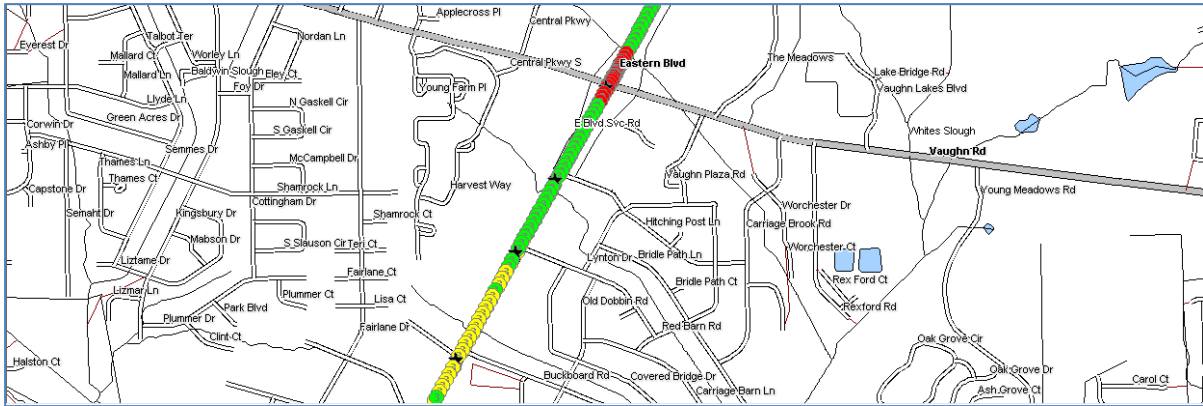 Applecross Pl
Central Pkwy
Talbot Ter
Nordan Ln
Everest Dr
Mallard Ct
Worley Ln
Central Pkwy S
Eastern Blvd
The Meadows
Mallard Ln
Baldwin Slough
Eley Ct
Lake Bridge Rd
Foy Dr
Young Farm Pl
Vaughn Lakes Blvd
Llyde Ln
N Gaskell Cir
Green Acres Dr
Corwin Dr
E Blvd Svc Rd
Whites Slough
S Gaskell Cir
Ashby Pl
Semmes Dr
Vaughn Rd
Thames Ln
McCampbell Dr
Thames Ct
Vaughn Plaza Rd
Capstone Dr
Shamrock Ln
Harvest Way
Young Meadows Rd
Cottingham Dr
Worchester Dr
Semaht Dr
Kingsbury Dr
Shamrock Ct
Hitching Post Ln
Carriage Brook Rd
Mabson Dr
S Slauson Cir
Teri Ct
Worchester Ct
Bridle Path Ln
Liztame Dr
Lynton Dr
Fairlane Ct
Bridle Path Ct
Rex Ford Ct
Lizmar Ln
Plummer Ct
Lisa Ct
Old Dobbin Rd
Park Blvd
Rexford Rd
Plummer Dr
Fairlane Dr
Red Barn Rd
Clint Ct
Oak Grove Cir
Halston Ct
Buckboard Rd
Covered Bridge Dr
Oak Grove Dr
Carol Ct
Carriage Barn Ln
Ash Grove Ct